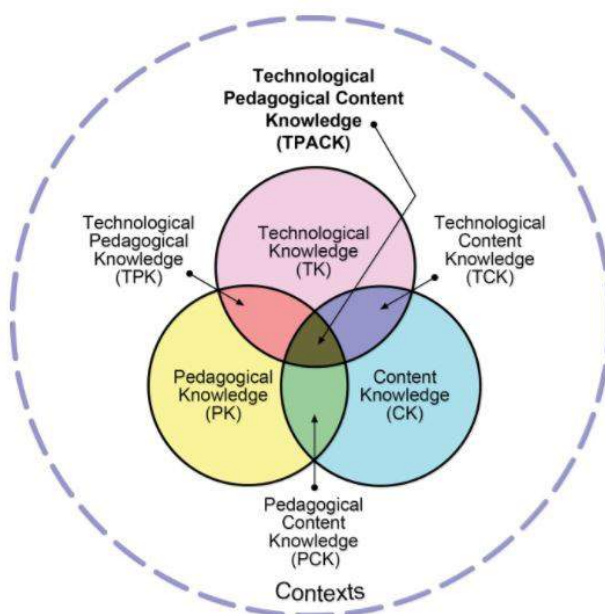 Technological
Pedagogical Content
Knowledge
(TPACK)
Technological
Pedagogical
Knowledge
(TPK)
Technological
Knowledge
(TK)
Technological
Content
Knowledge
(TCK)
Pedagogical
Knowledge
(PK)
Content
Knowledge
(CK)
Pedagogical
Content
Knowledge
(PCK)
Contexts